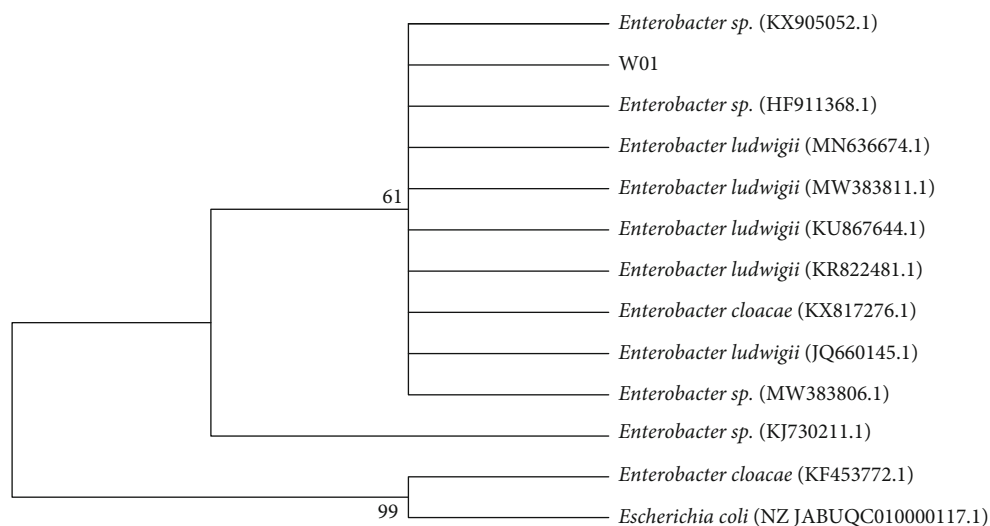 Enterobacter sp. (KX905052.1)
W01
Enterobacter sp. (HF911368.1)
Enterobacter ludwigii (MN636674.1)
Enterobacter ludwigii (MW383811.1)
61
Enterobacter ludwigii (KU867644.1)
Enterobacter ludwigii (KR822481.1)
Enterobacter cloacae (KX817276.1)
Enterobacter ludwigii (JQ660145.1)
Enterobacter sp. (MW383806.1)
Enterobacter sp. (KJ730211.1)
Enterobacter cloacae (KF453772.1)
99
Escherichia coli (NZ JABUQC010000117.1)